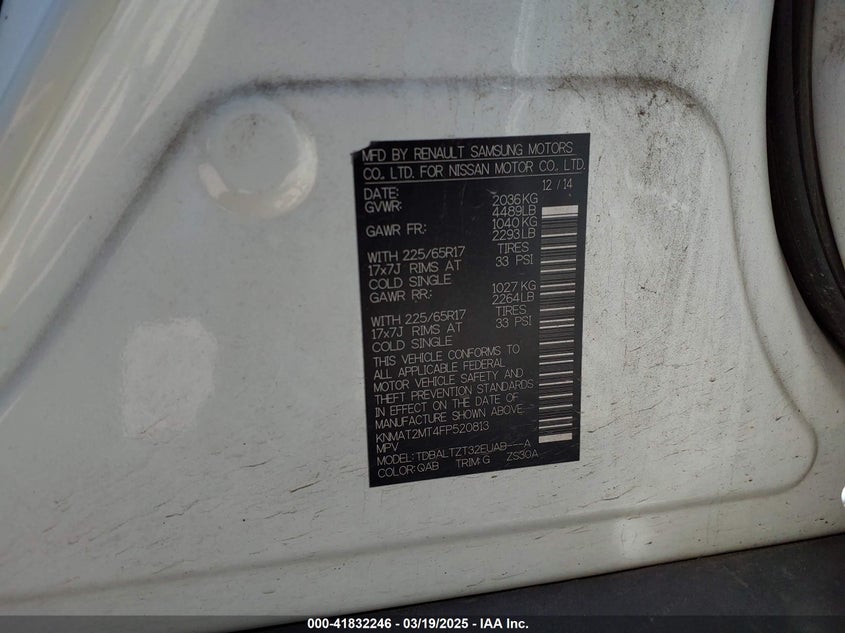 MFD BY RENAULT SAMSUNG MOTORS
CO., LTD. FOR NISSAN MOTOR CO., LTD.
DATE: 12 / 14
GVWR: 2036KG
4489LB
GAWR FR: 1040KG
2293LB
WITH 225/65R17 TIRES
17x7J RIMS AT 33 PSI
COLD SINGLE
GAWR RR: 1027 KG
2264LB
WITH 225/65R17 TIRES
17x7J RIMS AT 33 PSI
COLD SINGLE
THIS VEHICLE CONFORMS TO
ALL APPLICABLE FEDERAL
MOTOR VEHICLE SAFETY AND
THEFT PREVENTION STANDARDS
IN EFFECT ON THE DATE OF
MANUFACTURE SHOWN ABOVE.
KNMAT2MT4FP520813
MPV
MODEL: TDBALTZT32EUAB---A
COLOR: QAB TRIM: G ZS30A
000-41832246 - 03/19/2025 - IAA Inc.